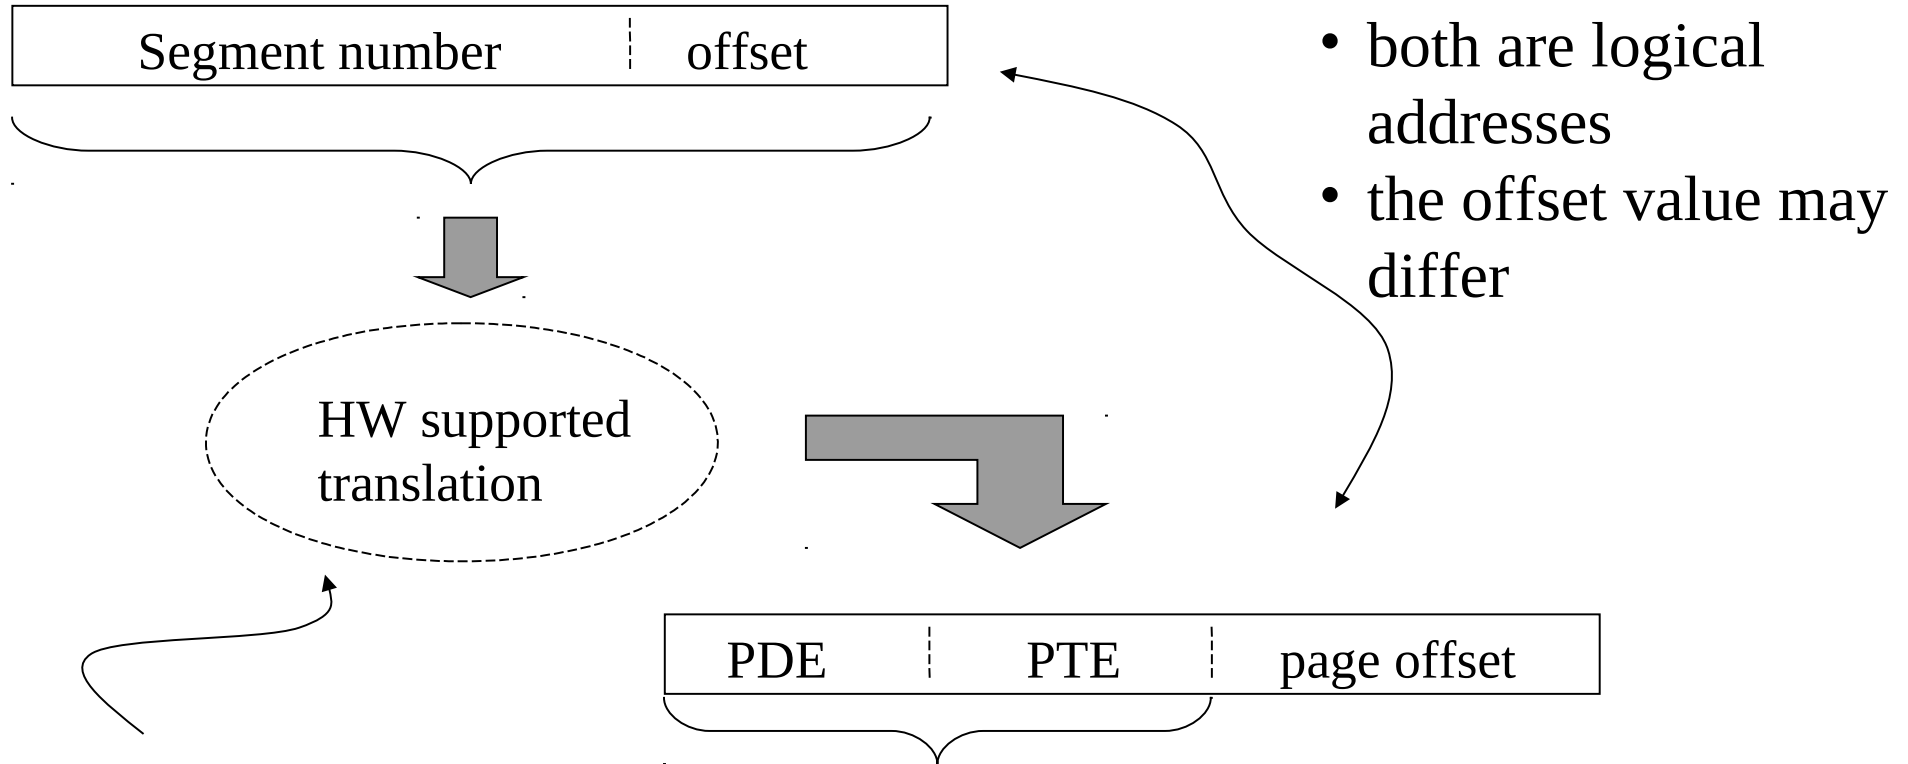 Segment number offset
• both are logical
addresses
• the offset value may
differ
HW supported
translation
PDE PTE page offset